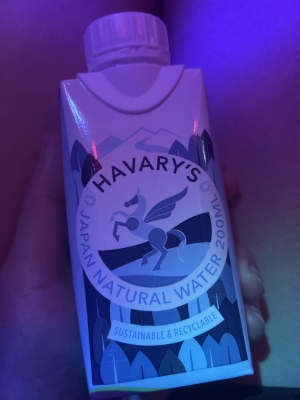 HAVARY'S
JAPAN NATURAL WATER 200ML
SUSTAINABLE & RECYCLABLE